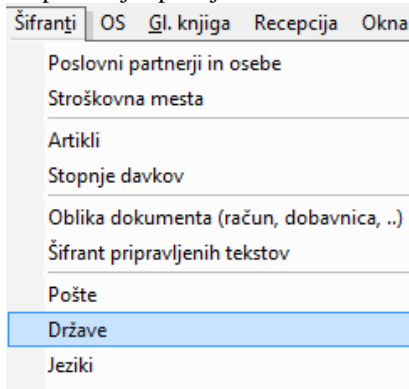 Šifranti OS Gl. knjiga Recepcija Okna
Poslovni partnerji in osebe
Stroškovna mesta
Artikli
Stopnje davkov
Oblika dokumenta (račun, dobavnica, ..)
Šifrant pripravljenih tekstov
Pošte
Države
Jeziki